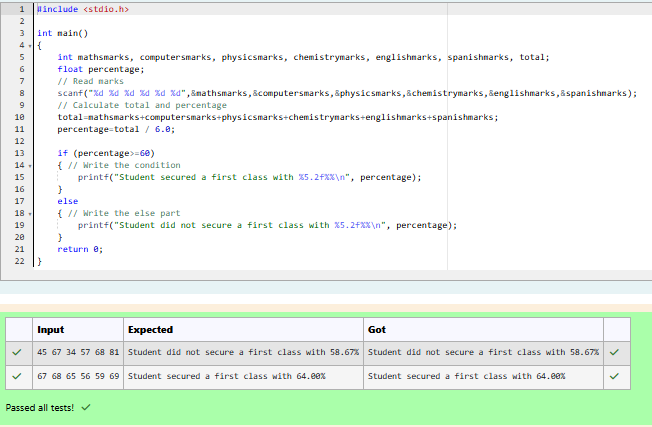 1 #include <stdio.h>
2
3 int main()
4 {
5 int mathsmarks, computersmarks, physicsmarks, chemistrymarks, englishmarks, spanishmarks, total;
6 float percentage;
7 // Read marks
8 scanf("%d %d %d %d %d %d",&mathsmarks,&computersmarks,&physicsmarks,&chemistrymarks,&englishmarks,&spanishmarks);
9 // Calculate total and percentage
10 total=mathsmarks+computersmarks+physicsmarks+chemistrymarks+englishmarks+spanishmarks;
11 percentage=total / 6.0;
12
13 if (percentage>=60)
14 { // Write the condition
15 printf("Student secured a first class with %5.2f%%\n", percentage);
16 }
17 else
18 { // Write the else part
19 printf("Student did not secure a first class with %5.2f%%\n", percentage);
20 }
21 return 0;
22 }
Input Expected Got
45 67 34 57 68 81 Student did not secure a first class with 58.67% Student did not secure a first class with 58.67%
67 68 65 56 59 69 Student secured a first class with 64.00% Student secured a first class with 64.00%
Passed all tests!